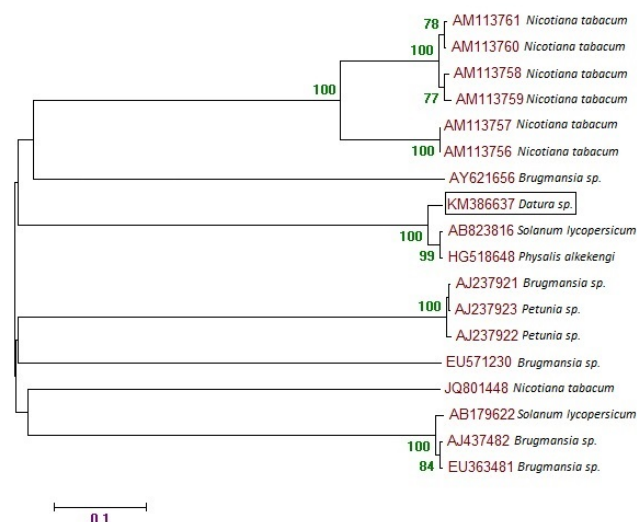 78
AM113761 Nicotiana tabacum
100
AM113760 Nicotiana tabacum
AM113758 Nicotiana tabacum
100
77
AM113759 Nicotiana tabacum
AM113757 Nicotiana tabacum
100
AM113756 Nicotiana tabacum
AY621656 Brugmansia sp.
KM386637 Datura sp.
100
AB823816 Solanum lycopersicum
99
HG518648 Physalis alkekengi
AJ237921 Brugmansia sp.
100
AJ237923 Petunia sp.
AJ237922 Petunia sp.
EU571230 Brugmansia sp.
JQ801448 Nicotiana tabacum
AB179622 Solanum lycopersicum
100
AJ437482 Brugmansia sp.
84
EU363481 Brugmansia sp.
0.1